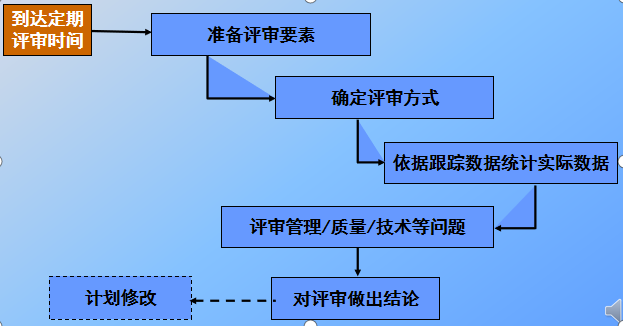 到达定期
评审时间
准备评审要素
确定评审方式
依据跟踪数据统计实际数据
评审管理/质量/技术等问题
对评审做出结论
计划修改